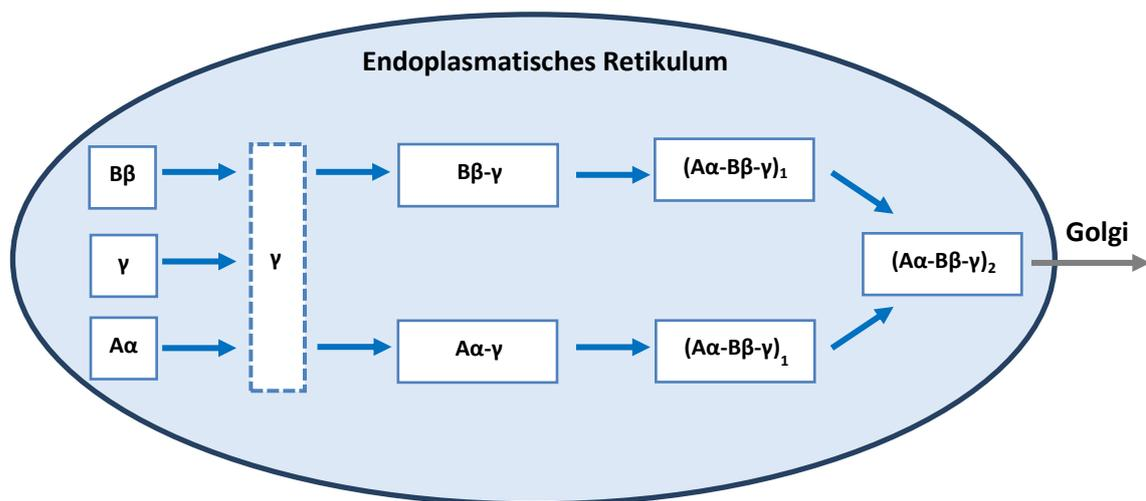 Endoplasmatisches Retikulum
Bβ
γ
Aα
γ
Bβ-γ
Aα-γ
(Aα-Bβ-γ)₁
(Aα-Bβ-γ)₁
(Aα-Bβ-γ)₂
Golgi